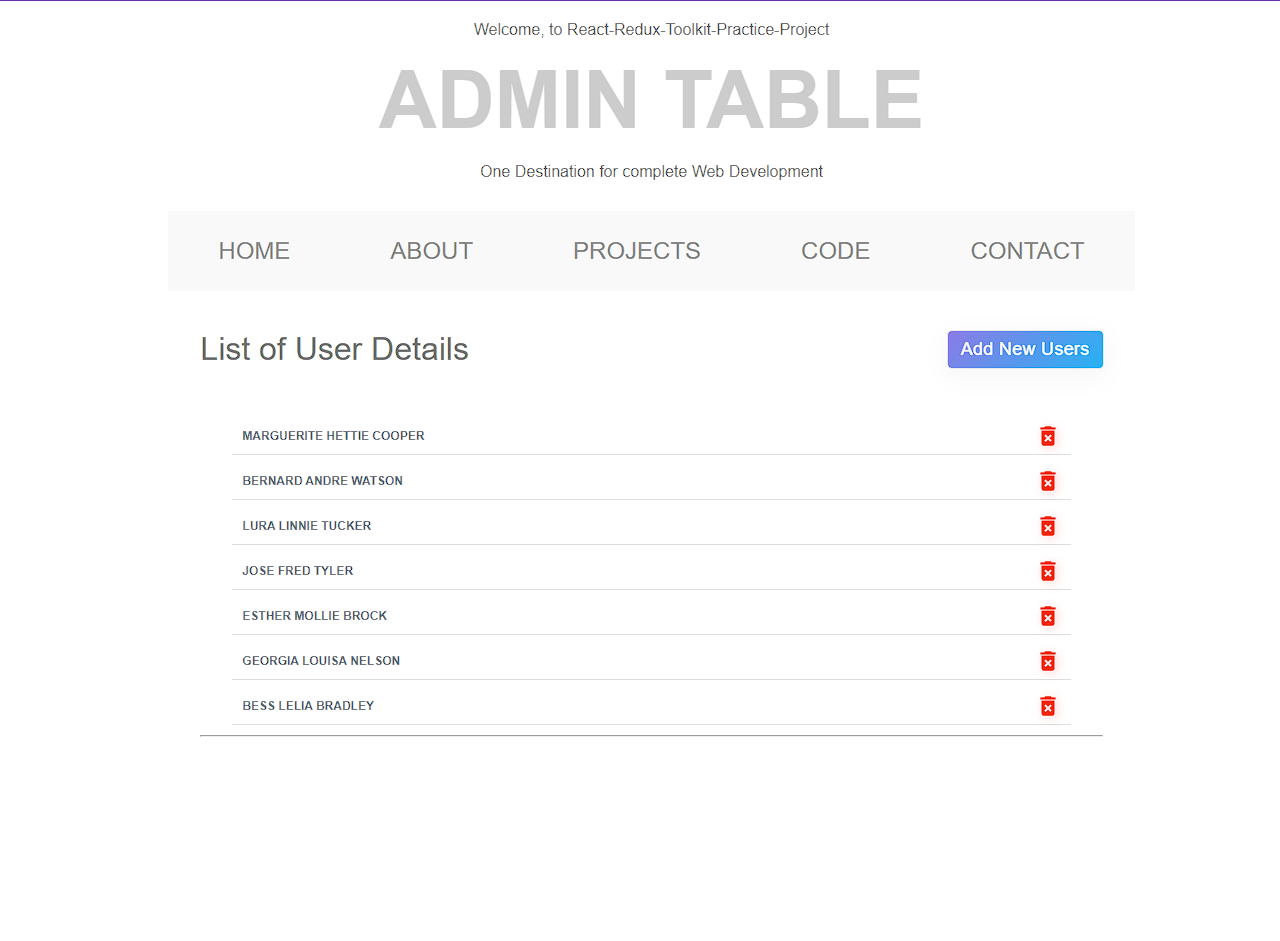 Welcome, to React-Redux-Toolkit-Practice-Project
ADMIN TABLE
One Destination for complete Web Development
HOME ABOUT PROJECTS CODE CONTACT
List of User Details Add New Users
MARGUERITE HETTIE COOPER
BERNARD ANDRE WATSON
LURA LINNIE TUCKER
JOSE FRED TYLER
ESTHER MOLLIE BROCK
GEORGIA LOUISA NELSON
BESS LELIA BRADLEY